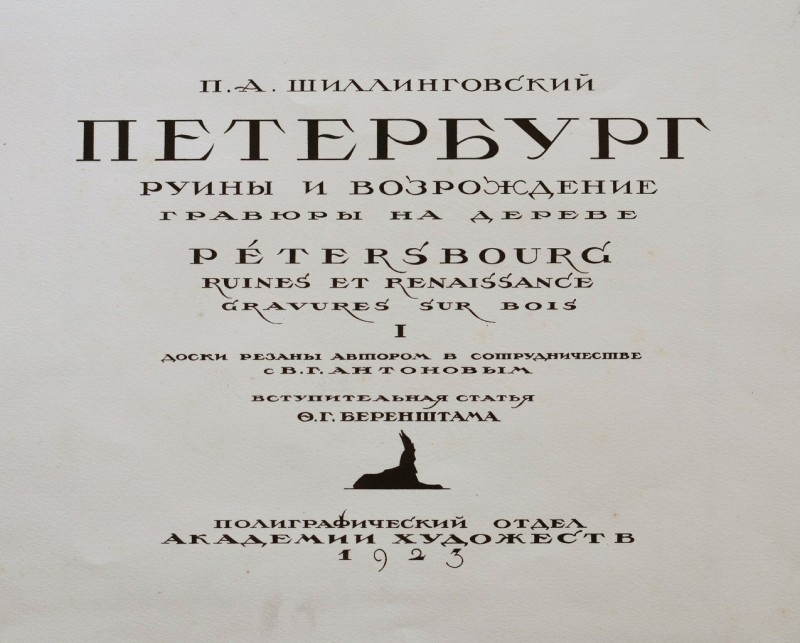 П.А. ШИЛЛИНГОВСКИЙ
ПЕТЕРБУРГ
РУИНЫ И ВОЗРОЖДЕНИЕ
ГРАВЮРЫ НА ДЕРЕВЕ
PÉTERSBOURG
RUINES ET RENAISSANCE
GRAVURES SUR BOIS
I
ДОСКИ РЕЗАНЫ АВТОРОМ В СОТРУДНИЧЕСТВЕ
С В.Г. АНТОНОВЫМ
ВСТУПИТЕЛЬНАЯ СТАТЬЯ
Ѳ.Г. БЕРЕНШТАМА
ПОЛИГРАФИЧЕСКИЙ ОТДЕЛ
АКАДЕМИИ ХУДОЖЕСТВ
1923